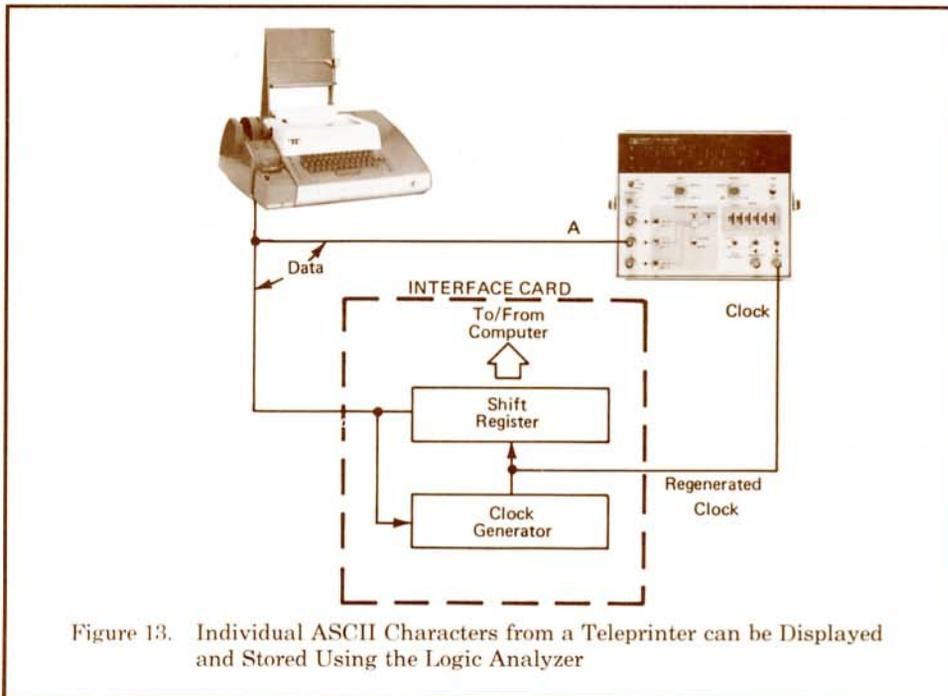 A
Data
INTERFACE CARD
To/From
Computer
Clock
Shift
Register
Regenerated
Clock
Clock
Generator
Figure 13. Individual ASCII Characters from a Teleprinter can be Displayed
and Stored Using the Logic Analyzer